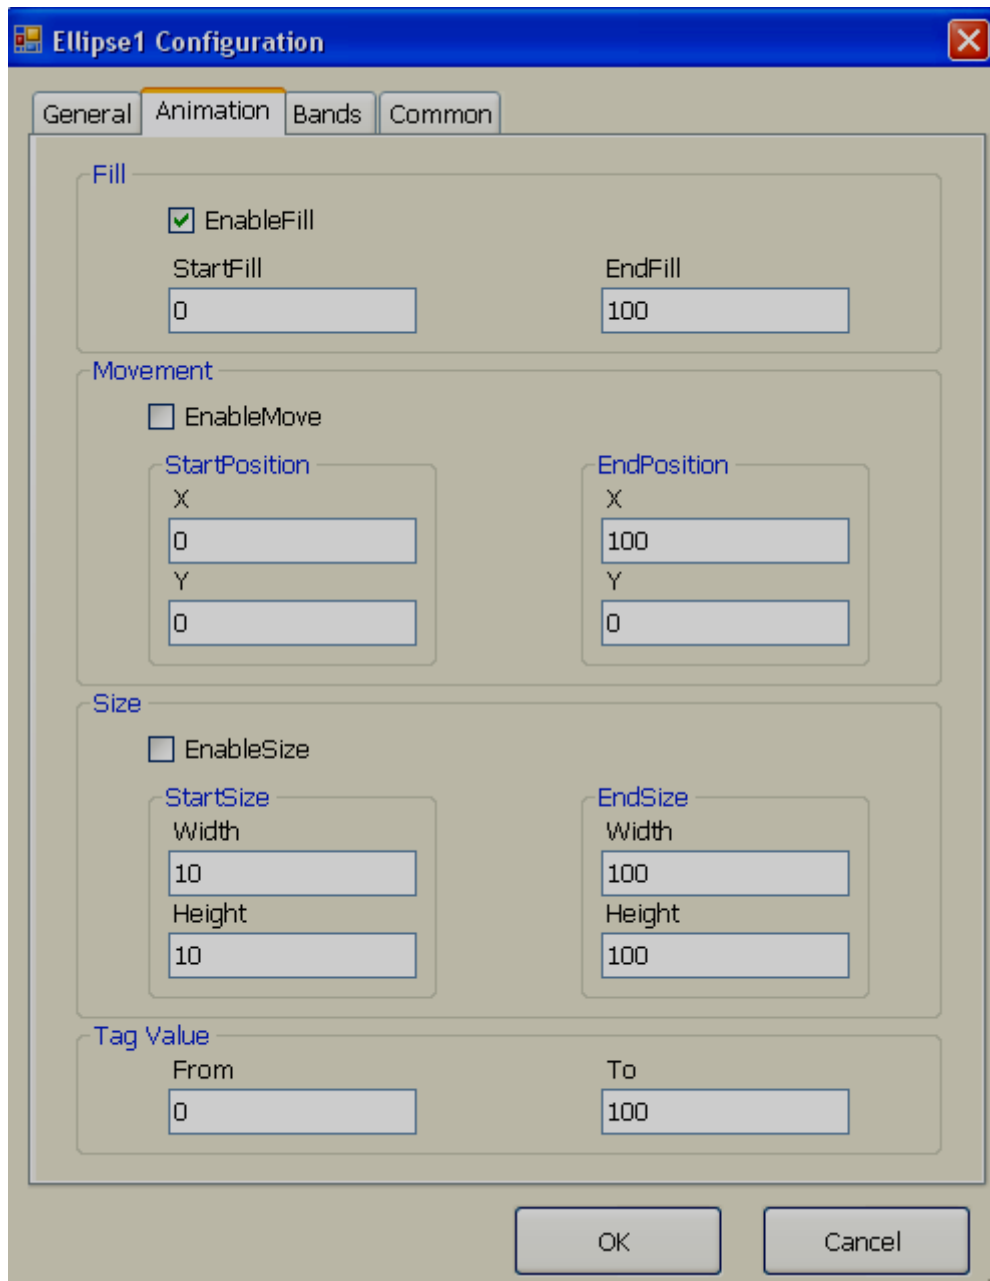 Ellipse1 Configuration
General Animation Bands Common
Fill
EnableFill
StartFill EndFill
0 100
Movement
EnableMove
StartPosition EndPosition
X X
0 100
Y Y
0 0
Size
EnableSize
StartSize EndSize
Width Width
10 100
Height Height
10 100
Tag Value
From To
0 100
OK Cancel